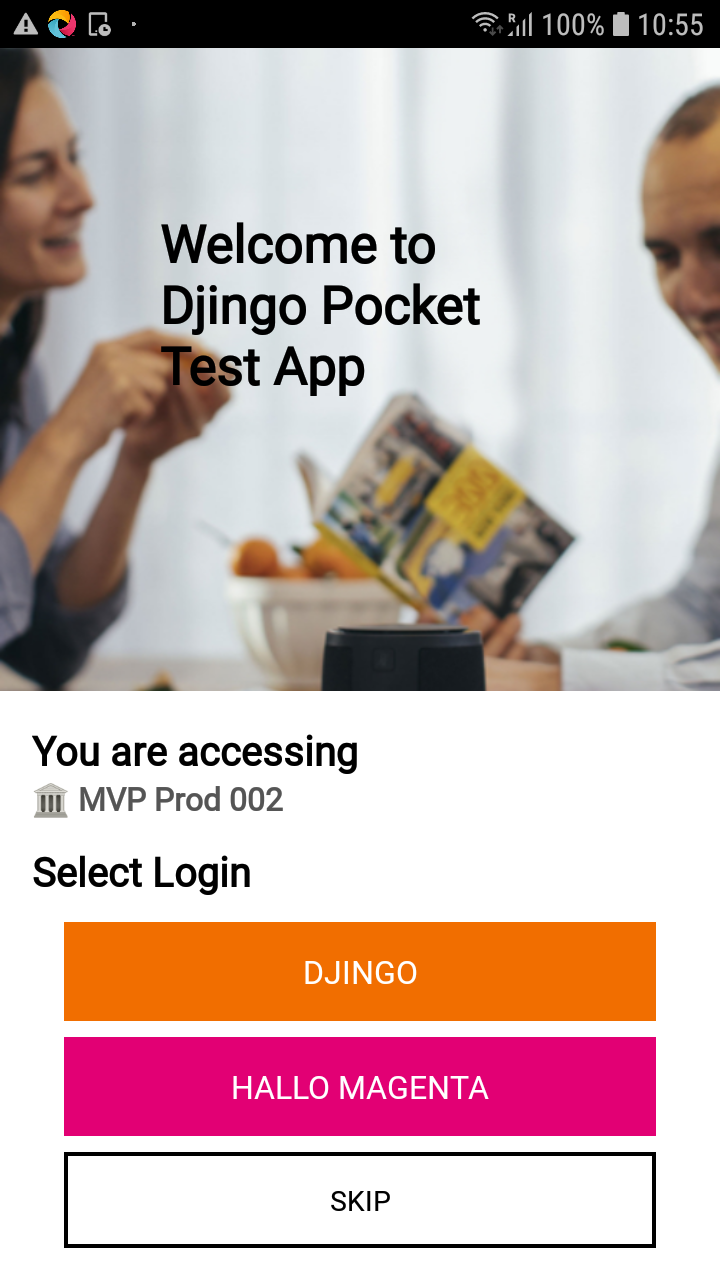 100% 10:55
Welcome to
Djingo Pocket
Test App
You are accessing
MVP Prod 002
Select Login
DJINGO
HALLO MAGENTA
SKIP